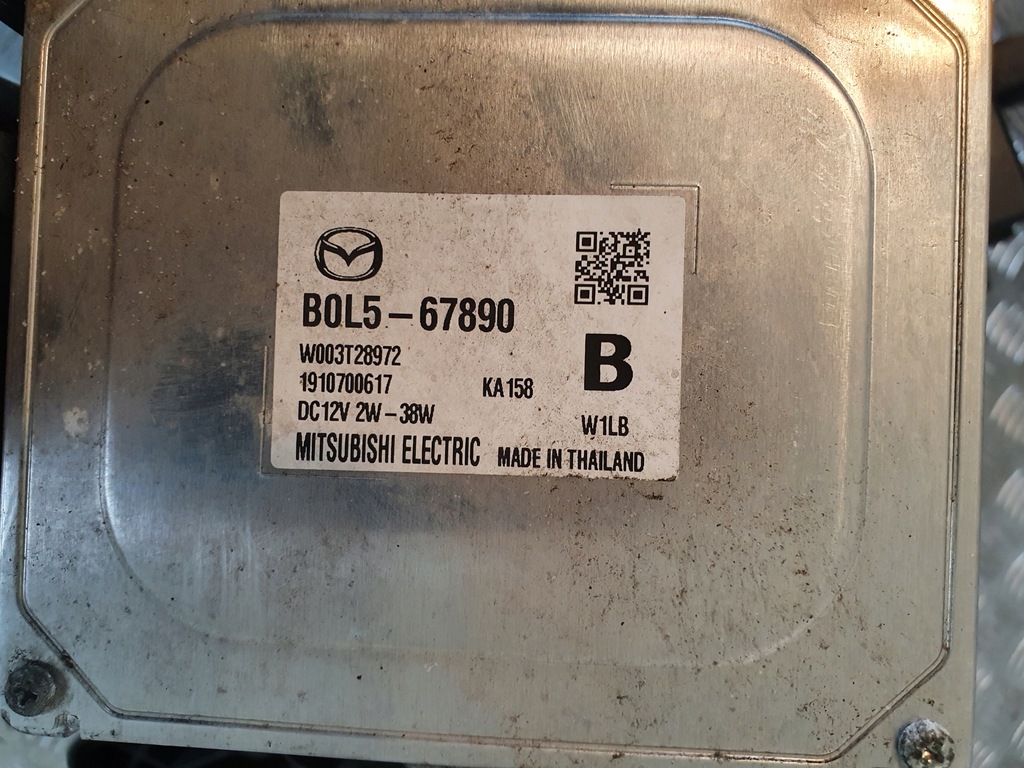 B0L5-67890
W003T28972
1910700617 KA158
B
DC12V 2W-38W
W1LB
MITSUBISHI ELECTRIC MADE IN THAILAND